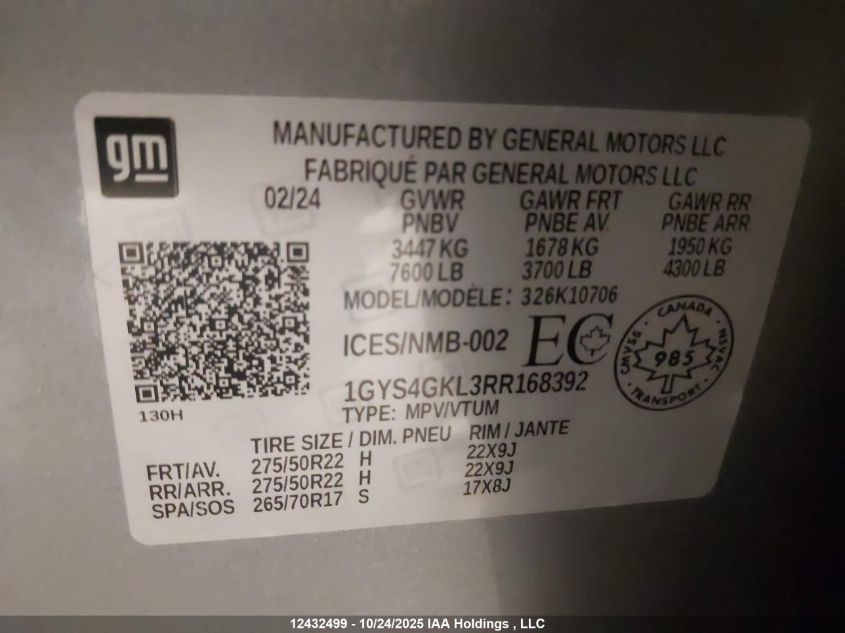 gm
MANUFACTURED BY GENERAL MOTORS LLC
FABRIQUÉ PAR GENERAL MOTORS LLC
02/24 GVWR GAWR FRT GAWR RR
PNBV PNBE AV. PNBE ARR
3447 KG 1678 KG 1950 KG
7600 LB 3700 LB 4300 LB
MODEL/MODÈLE: 326K10706
ICES/NMB-002 EC
CANADA
CMVSS 985 NSVAC
TRANSPORT
1GYS4GKL3RR168392
130H
TYPE: MPV/VTUM
TIRE SIZE / DIM. PNEU RIM / JANTE
FRT/AV. 275/50R22 H 22X9J
RR/ARR. 275/50R22 H 22X9J
SPA/SOS 265/70R17 S 17X8J
12432499 - 10/24/2025 IAA Holdings , LLC